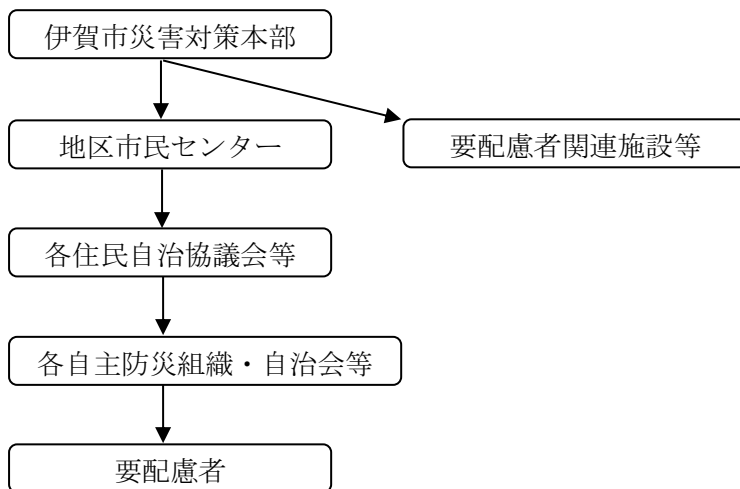 伊賀市災害対策本部
地区市民センター
要配慮者関連施設等
各住民自治協議会等
各自主防災組織・自治会等
要配慮者